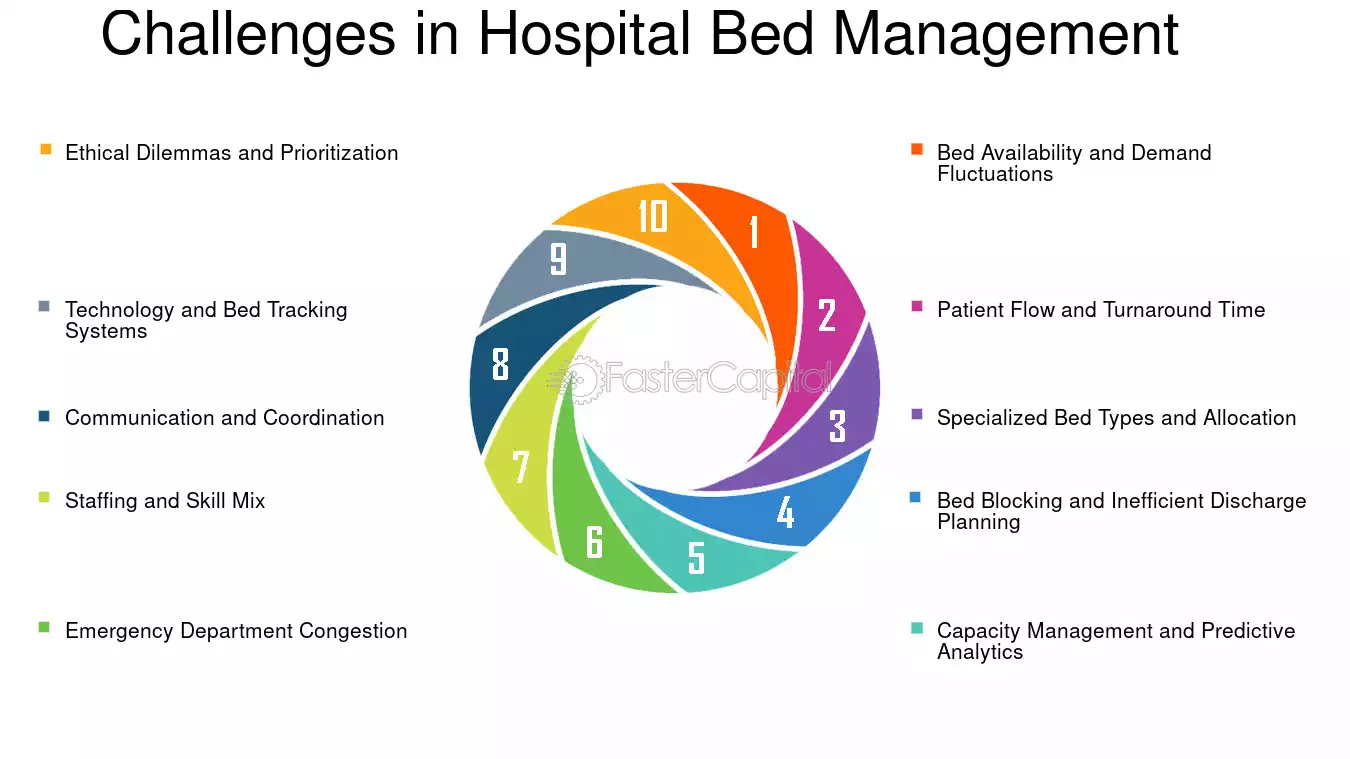 Challenges in Hospital Bed Management
Ethical Dilemmas and Prioritization
Technology and Bed Tracking
Systems
Communication and Coordination
Staffing and Skill Mix
Emergency Department Congestion
10
1
9
2
8
3
7
4
6
5
FasterCapital
Bed Availability and Demand
Fluctuations
Patient Flow and Turnaround Time
Specialized Bed Types and Allocation
Bed Blocking and Inefficient Discharge
Planning
Capacity Management and Predictive
Analytics